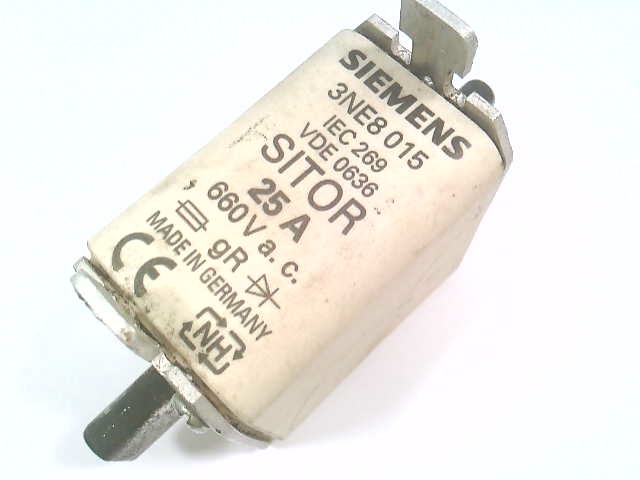 SIEMENS
3NE8 015
IEC 269
VDE 0636
SITOR
25 A
660V a. c.
gR
MADE IN GERMANY
CE
NH